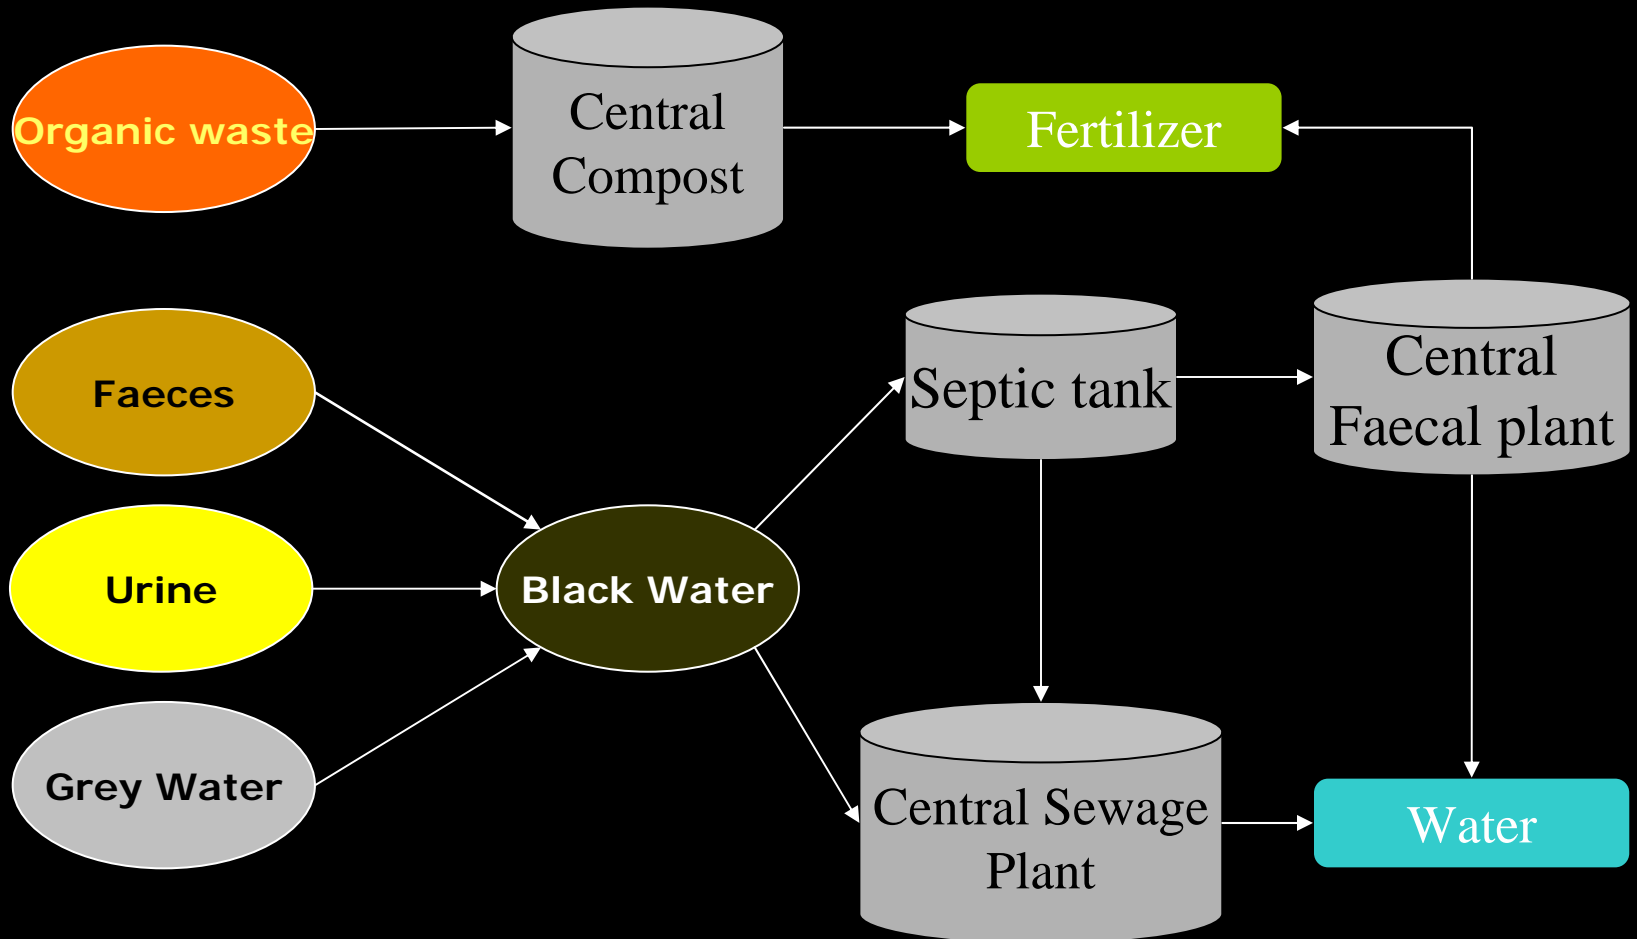 Organic waste
Central
Compost
Fertilizer
Faeces
Septic tank
Central
Faecal plant
Urine
Black Water
Grey Water
Central Sewage
Plant
Water